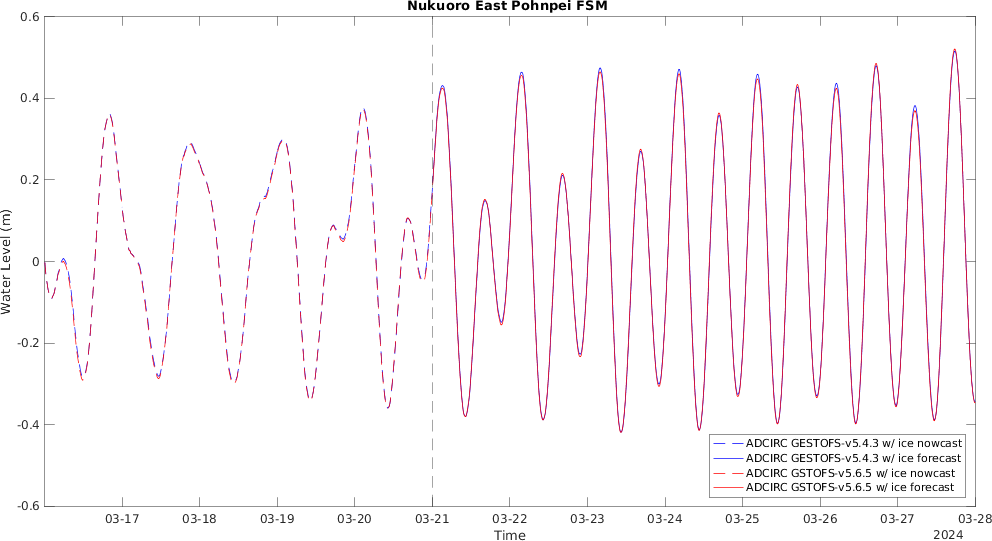 Nukuoro East Pohnpei FSM
0.6
0.4
0.2
0
-0.2
-0.4
-0.6
Water Level (m)
03-17
03-18
03-19
03-20
03-21
03-22
03-23
03-24
03-25
03-26
03-27
03-28
Time
2024
ADCIRC GESTOFS-v5.4.3 w/ ice nowcast
ADCIRC GESTOFS-v5.4.3 w/ ice forecast
ADCIRC GSTOFS-v5.6.5 w/ ice nowcast
ADCIRC GSTOFS-v5.6.5 w/ ice forecast